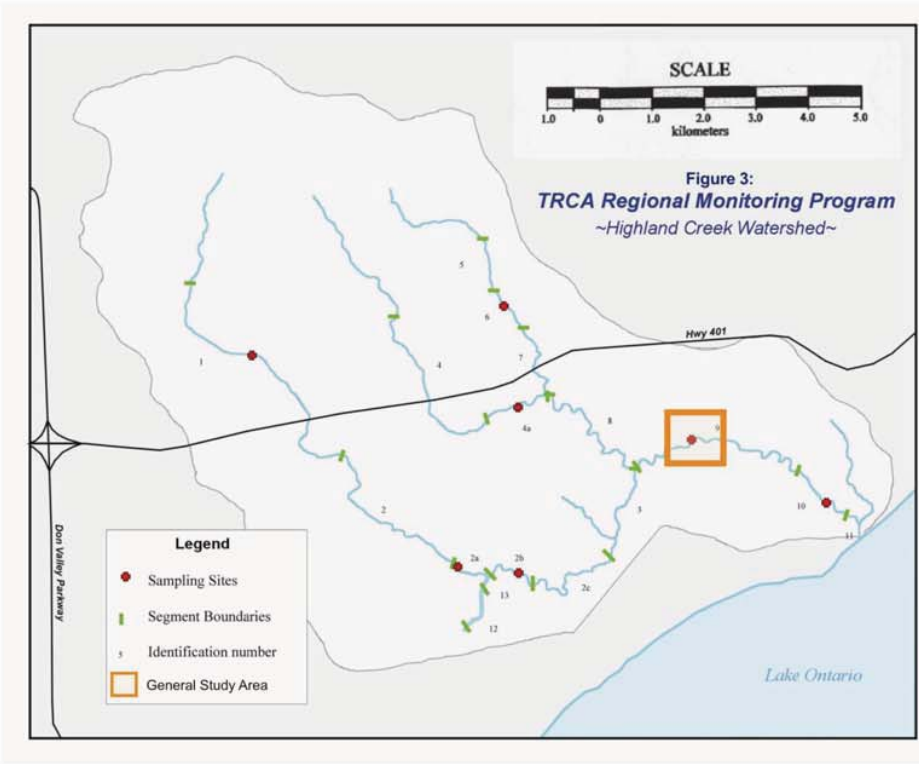 SCALE
1.0 0 1.0 2.0 3.0 4.0 5.0
kilometers
Figure 3:
TRCA Regional Monitoring Program
~Highland Creek Watershed~
5
6
Hwy 401
1
4
7
4a
8
9
2
3
10
11
Don Valley Parkway
2a
2b
2c
13
12
Legend
Sampling Sites
Segment Boundaries
5 Identification number
General Study Area
Lake Ontario